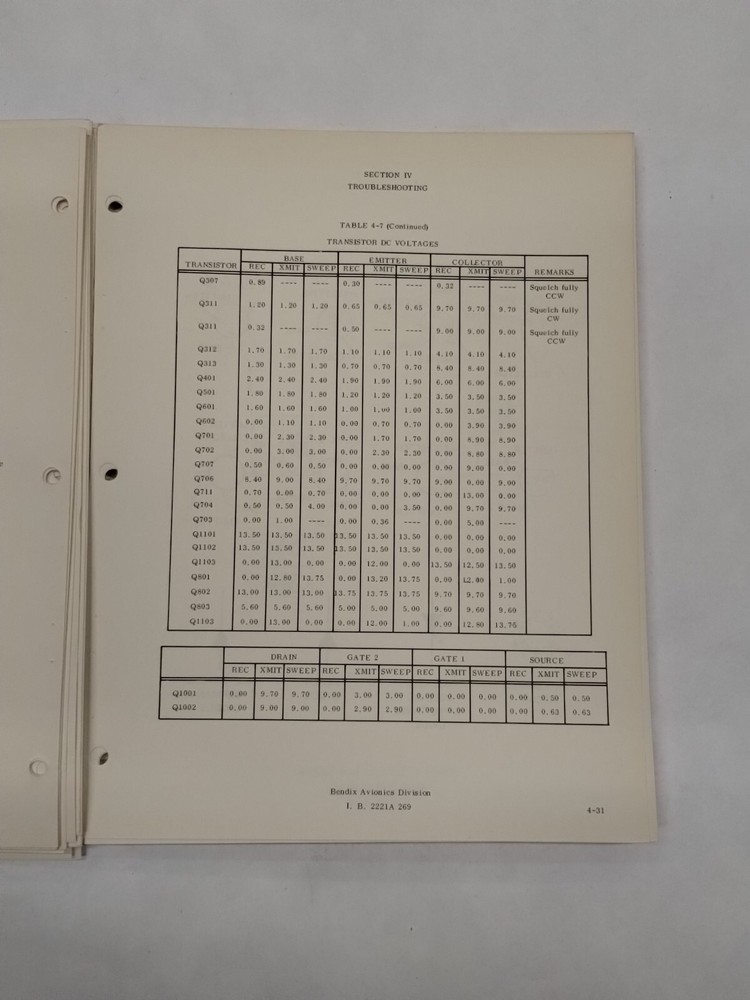 SECTION IV
TROUBLESHOOTING
TABLE 4-7 (Continued)
TRANSISTOR DC VOLTAGES
TRANSISTOR BASE EMITTER COLLECTOR REMARKS
REC XMIT SWEEP REC XMIT SWEEP REC XMIT SWEEP
Q307 0.89 ---- ---- 0.30 ---- ---- 0.32 ---- ---- Squelch fully
CCW
Q311 1.20 1.20 1.20 0.65 0.65 0.65 9.70 9.70 9.70 Squelch fully
CW
Q311 0.32 ---- ---- 0.50 ---- ---- 9.00 9.00 9.00 Squelch fully
CCW
Q312 1.70 1.70 1.70 1.10 1.10 1.10 4.10 4.10 4.10
Q313 1.30 1.30 1.30 0.70 0.70 0.70 8.40 8.40 8.40
Q401 2.40 2.40 2.40 1.90 1.90 1.90 6.00 6.00 6.00
Q501 1.80 1.80 1.80 1.20 1.20 1.20 3.50 3.50 3.50
Q601 1.60 1.60 1.60 1.00 1.00 1.00 3.50 3.50 3.50
Q602 0.00 1.10 1.10 0.00 0.70 0.70 0.00 3.90 3.90
Q701 0.00 2.30 2.30 0.00 1.70 1.70 0.00 8.90 8.90
Q702 0.00 3.00 3.00 0.00 2.30 2.30 0.00 8.80 8.80
Q707 0.50 0.60 0.50 0.00 0.00 0.00 0.00 9.00 0.00
Q706 8.40 9.00 8.40 9.70 9.70 9.70 9.00 0.00 9.00
Q711 0.70 0.00 0.70 0.00 0.00 0.00 0.00 13.00 0.00
Q704 0.50 0.50 4.00 0.00 0.00 3.50 0.00 9.70 9.70
Q703 0.00 1.00 ---- 0.00 0.36 ---- 0.00 5.00 ----
Q1101 13.50 13.50 13.50 13.50 13.50 13.50 0.00 0.00 0.00
Q1102 13.50 13.50 13.50 13.50 13.50 13.50 0.00 0.00 0.00
Q1103 0.00 13.00 0.00 0.00 12.00 0.00 13.50 12.50 13.50
Q801 0.00 12.80 13.75 0.00 13.20 13.75 0.00 1.00
Q802 13.00 13.00 13.00 13.75 13.75 13.75 9.70 9.70 9.70
Q803 5.60 5.60 5.60 5.00 5.00 5.00 9.60 9.60 9.60
Q1103 0.00 13.00 0.00 0.00 12.00 1.00 0.00 12.80 13.76
DRAIN GATE 2 GATE 1 SOURCE
REC XMIT SWEEP REC XMIT SWEEP REC XMIT SWEEP REC XMIT SWEEP
Q1001 0.00 9.70 9.70 0.00 3.00 3.00 0.00 0.00 0.00 0.00 0.50 0.50
Q1002 0.00 9.00 9.00 0.00 2.90 2.90 0.00 0.00 0.00 0.00 0.63 0.65
Bendix Avionics Division
I. B. 2221A 269
4-31